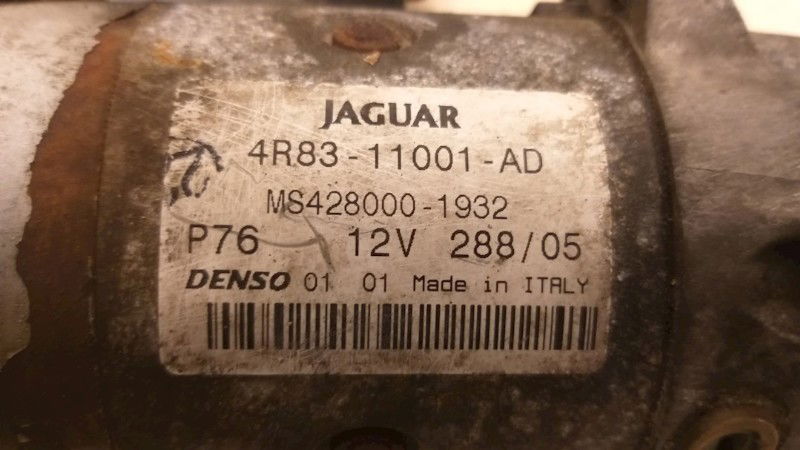 JAGUAR
4R83-11001-AD
MS428000-1932
P76 12V 288/05
DENSO 01 01 Made in ITALY